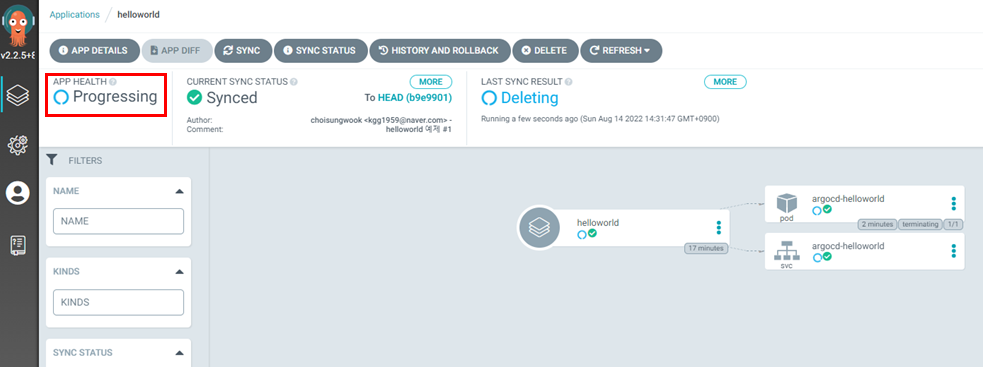 Applications / helloworld
v2.2.5+8
APP DETAILS
APP DIFF
SYNC
SYNC STATUS
HISTORY AND ROLLBACK
DELETE
REFRESH
APP HEALTH
Progressing
CURRENT SYNC STATUS
MORE
Synced
To HEAD (b9e9901)
Author: choisungwook <kgg1959@naver.com> -
Comment: helloworld 예제 #1
LAST SYNC RESULT
MORE
Deleting
Running a few seconds ago (Sun Aug 14 2022 14:31:47 GMT+0900)
FILTERS
NAME
NAME
KINDS
KINDS
SYNC STATUS
helloworld
17 minutes
argocd-helloworld
pod
2 minutes
terminating
1/1
argocd-helloworld
svc